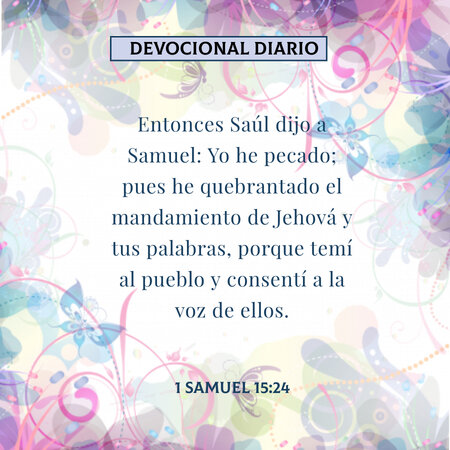 DEVOCIONAL DIARIO
Entonces Saúl dijo a
Samuel: Yo he pecado;
pues he quebrantado el
mandamiento de Jehová y
tus palabras, porque temí
al pueblo y consentí a la
voz de ellos.
1 SAMUEL 15:24